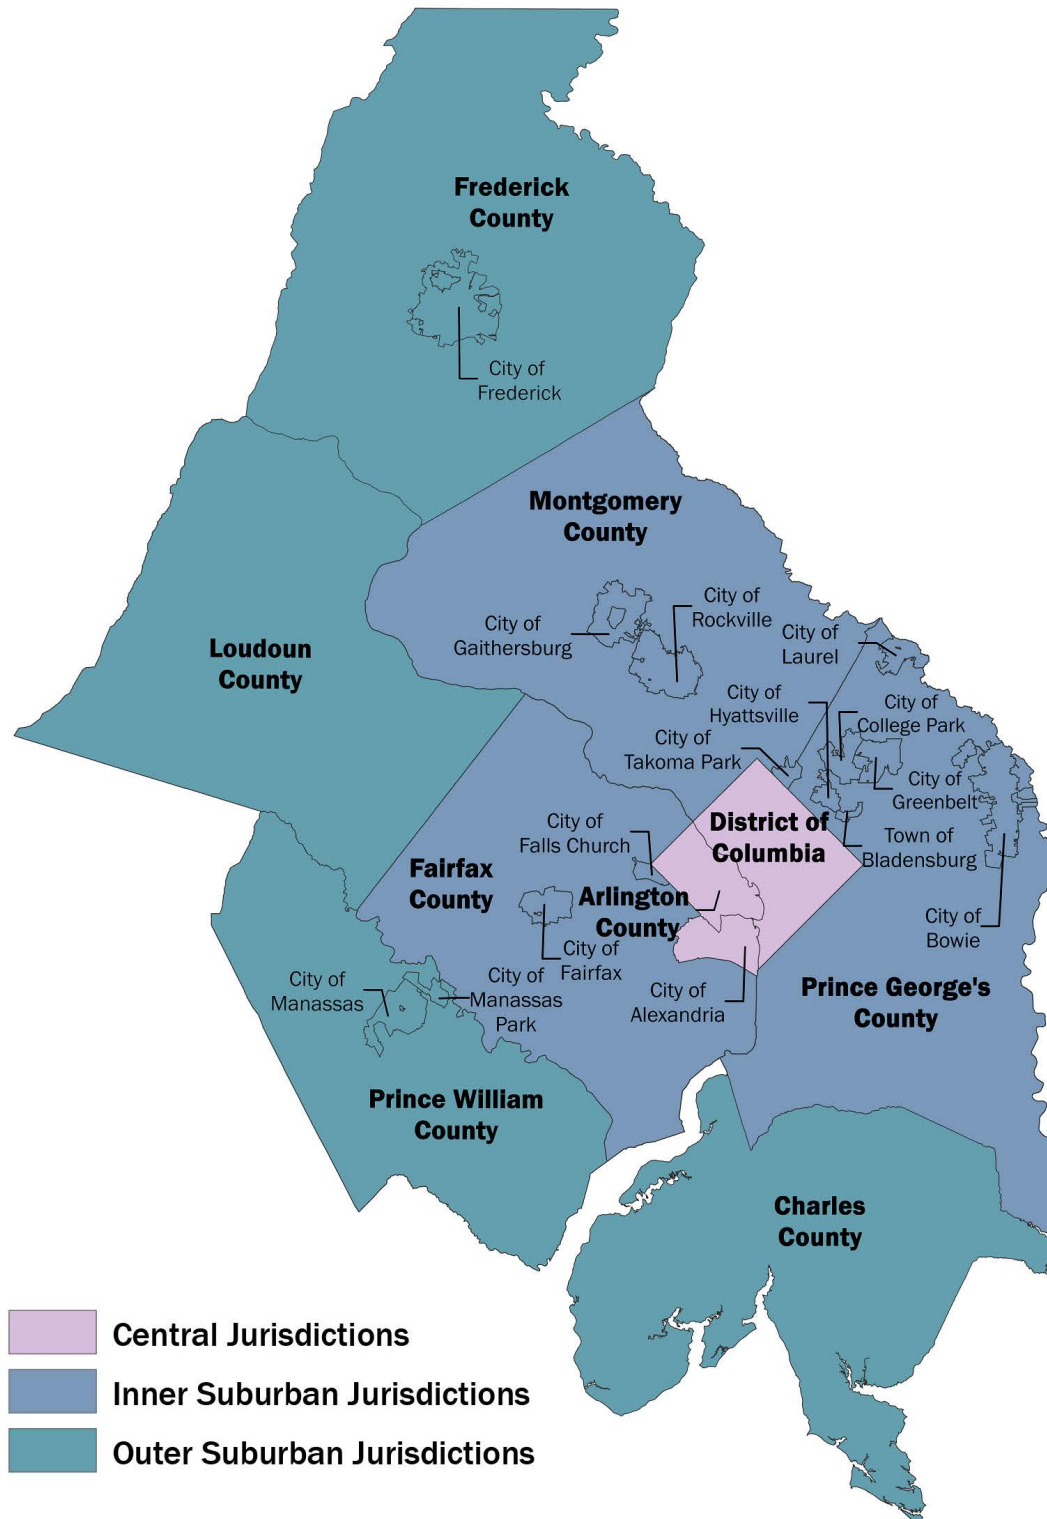 Frederick
County
City of
Frederick
Montgomery
County
City of
Rockville
City of
Gaithersburg
City of
Laurel
Loudoun
County
City of
Hyattsville
City of
College Park
City of
Takoma Park
City of
Greenbelt
District of
Columbia
City of
Falls Church
Town of
Bladensburg
Fairfax
County
Arlington
County
City of
Bowie
City of
Fairfax
City of
Manassas
City of
Manassas
Park
City of
Alexandria
Prince George's
County
Prince William
County
Charles
County
Central Jurisdictions
Inner Suburban Jurisdictions
Outer Suburban Jurisdictions